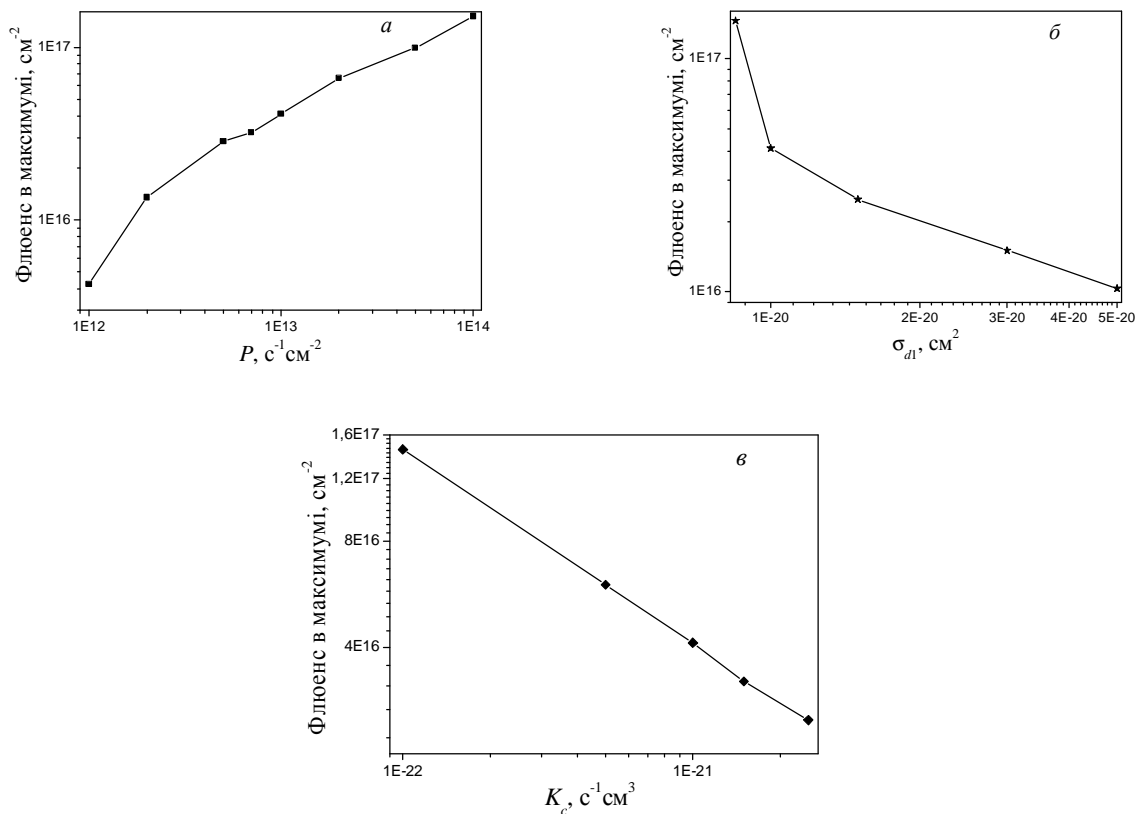 а
Флюенс в максимумі, см⁻²
1E17
1E16
1E12
1E13
1E14
P, с⁻¹см⁻²
б
Флюенс в максимумі, см⁻²
1E17
1E16
1E-20
2E-20
3E-20
4E-20
5E-20
σd1, см²
в
Флюенс в максимумі, см⁻²
1,6E17
1,2E17
8E16
4E16
1E-22
1E-21
Kc, с⁻¹см³